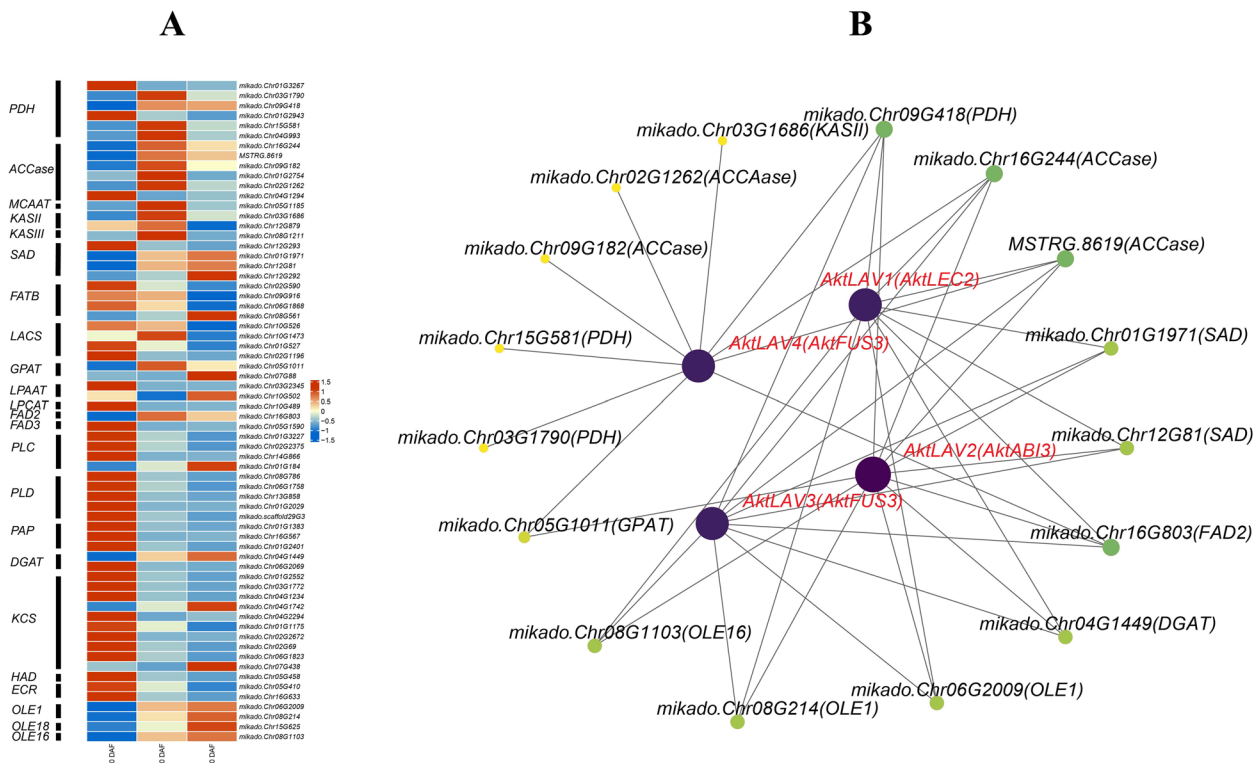 A
B
PDH
ACCase
MCAAT
KASII
KASIII
SAD
FATB
LACS
GPAT
LPAAT
LPCAT
FAD2
FAD3
PLC
PLD
PAP
DGAT
KCS
HAD
ECR
OLE1
OLE18
OLE16
mikado.Chr01G3267
mikado.Chr03G1790
mikado.Chr09G418
mikado.Chr01G2943
mikado.Chr15G581
mikado.Chr04G993
mikado.Chr16G244
MSTRG.8619
mikado.Chr09G182
mikado.Chr01G2754
mikado.Chr02G1262
mikado.Chr04G1294
mikado.Chr05G1185
mikado.Chr03G1686
mikado.Chr12G879
mikado.Chr08G1211
mikado.Chr12G293
mikado.Chr01G1971
mikado.Chr12G81
mikado.Chr12G292
mikado.Chr02G590
mikado.Chr09G916
mikado.Chr06G1868
mikado.Chr08G561
mikado.Chr10G526
mikado.Chr10G1473
mikado.Chr01G527
mikado.Chr02G1196
mikado.Chr05G1011
mikado.Chr07G88
mikado.Chr03G2345
mikado.Chr10G502
mikado.Chr10G489
mikado.Chr16G803
mikado.Chr05G1590
mikado.Chr01G3227
mikado.Chr02G2375
mikado.Chr14G866
mikado.Chr01G184
mikado.Chr08G786
mikado.Chr06G1758
mikado.Chr13G858
mikado.Chr01G2029
mikado.scaffold29G3
mikado.Chr01G1383
mikado.Chr16G567
mikado.Chr01G2401
mikado.Chr04G1449
mikado.Chr06G2069
mikado.Chr01G2552
mikado.Chr03G1772
mikado.Chr04G1234
mikado.Chr04G1742
mikado.Chr04G2294
mikado.Chr01G1175
mikado.Chr02G2672
mikado.Chr02G69
mikado.Chr06G1823
mikado.Chr07G438
mikado.Chr05G458
mikado.Chr05G410
mikado.Chr16G633
mikado.Chr06G2009
mikado.Chr08G214
mikado.Chr15G625
mikado.Chr08G1103
0 DAF
0 DAF
0 DAF
1.5
1
0.5
0
−0.5
−1
−1.5
mikado.Chr09G418(PDH)
mikado.Chr03G1686(KASII)
mikado.Chr16G244(ACCase)
mikado.Chr02G1262(ACCAase)
MSTRG.8619(ACCase)
mikado.Chr09G182(ACCase)
AktLAV1(AktLEC2)
mikado.Chr01G1971(SAD)
mikado.Chr15G581(PDH)
AktLAV4(AktFUS3)
mikado.Chr03G1790(PDH)
mikado.Chr12G81(SAD)
AktLAV2(AktABI3)
AktLAV3(AktFUS3)
mikado.Chr05G1011(GPAT)
mikado.Chr16G803(FAD2)
mikado.Chr08G1103(OLE16)
mikado.Chr04G1449(DGAT)
mikado.Chr06G2009(OLE1)
mikado.Chr08G214(OLE1)